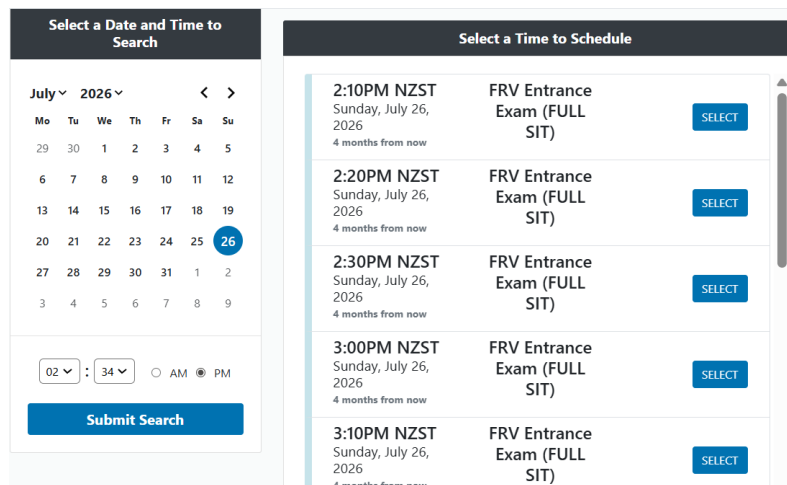 Select a Date and Time to
Search
July 2026
Mo Tu We Th Fr Sa Su
29 30 1 2 3 4 5
6 7 8 9 10 11 12
13 14 15 16 17 18 19
20 21 22 23 24 25 26
27 28 29 30 31 1 2
3 4 5 6 7 8 9
02 : 34 AM PM
Submit Search
Select a Time to Schedule
2:10PM NZST
Sunday, July 26,
2026
4 months from now
FRV Entrance
Exam (FULL
SIT)
SELECT
2:20PM NZST
Sunday, July 26,
2026
4 months from now
FRV Entrance
Exam (FULL
SIT)
SELECT
2:30PM NZST
Sunday, July 26,
2026
4 months from now
FRV Entrance
Exam (FULL
SIT)
SELECT
3:00PM NZST
Sunday, July 26,
2026
4 months from now
FRV Entrance
Exam (FULL
SIT)
SELECT
3:10PM NZST
Sunday, July 26,
2026
4 months from now
FRV Entrance
Exam (FULL
SIT)
SELECT